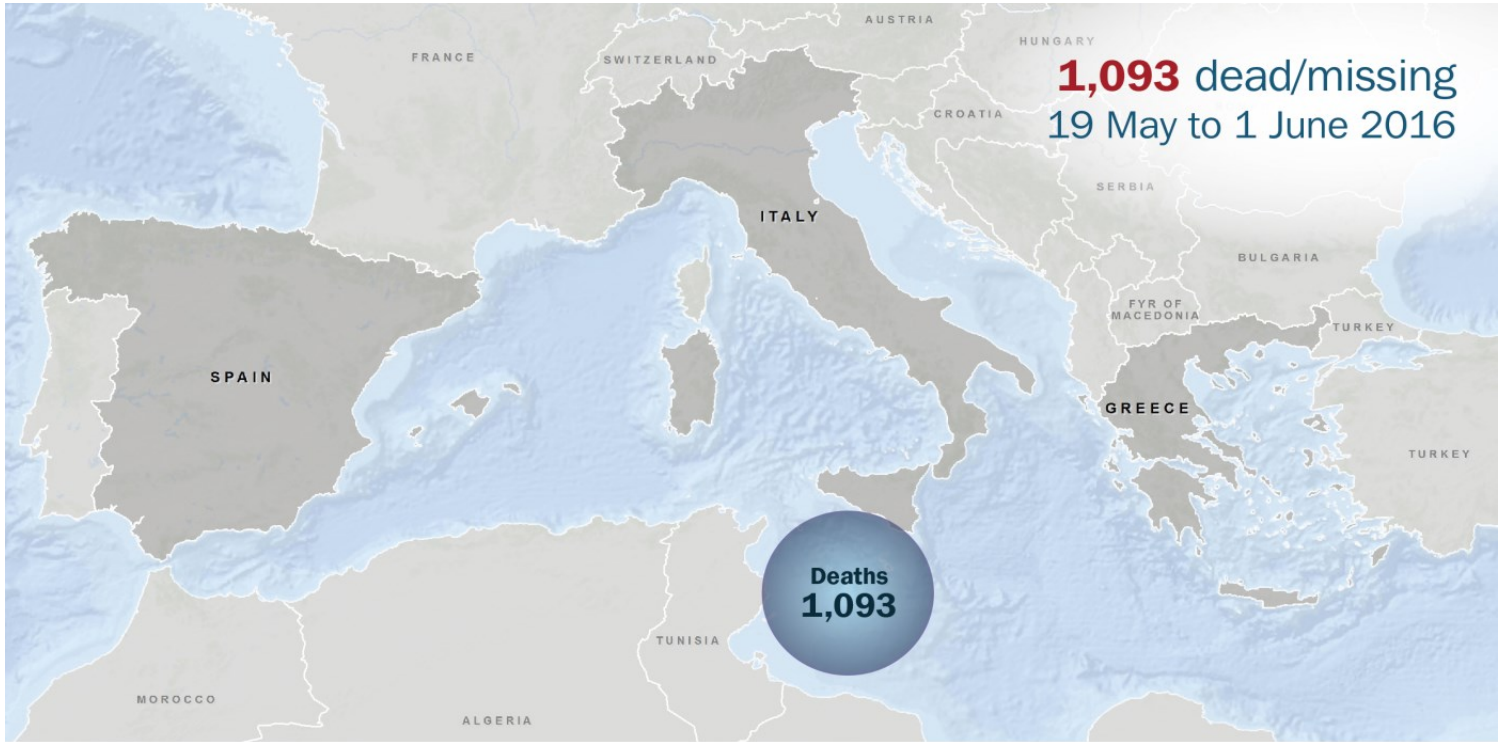 AUSTRIA
HUNGARY
FRANCE
SWITZERLAND
1,093 dead/missing
19 May to 1 June 2016
CROATIA
SERBIA
ITALY
BULGARIA
FYR OF
MACEDONIA
TURKEY
SPAIN
GREECE
TURKEY
Deaths
1,093
TUNISIA
MOROCCO
ALGERIA